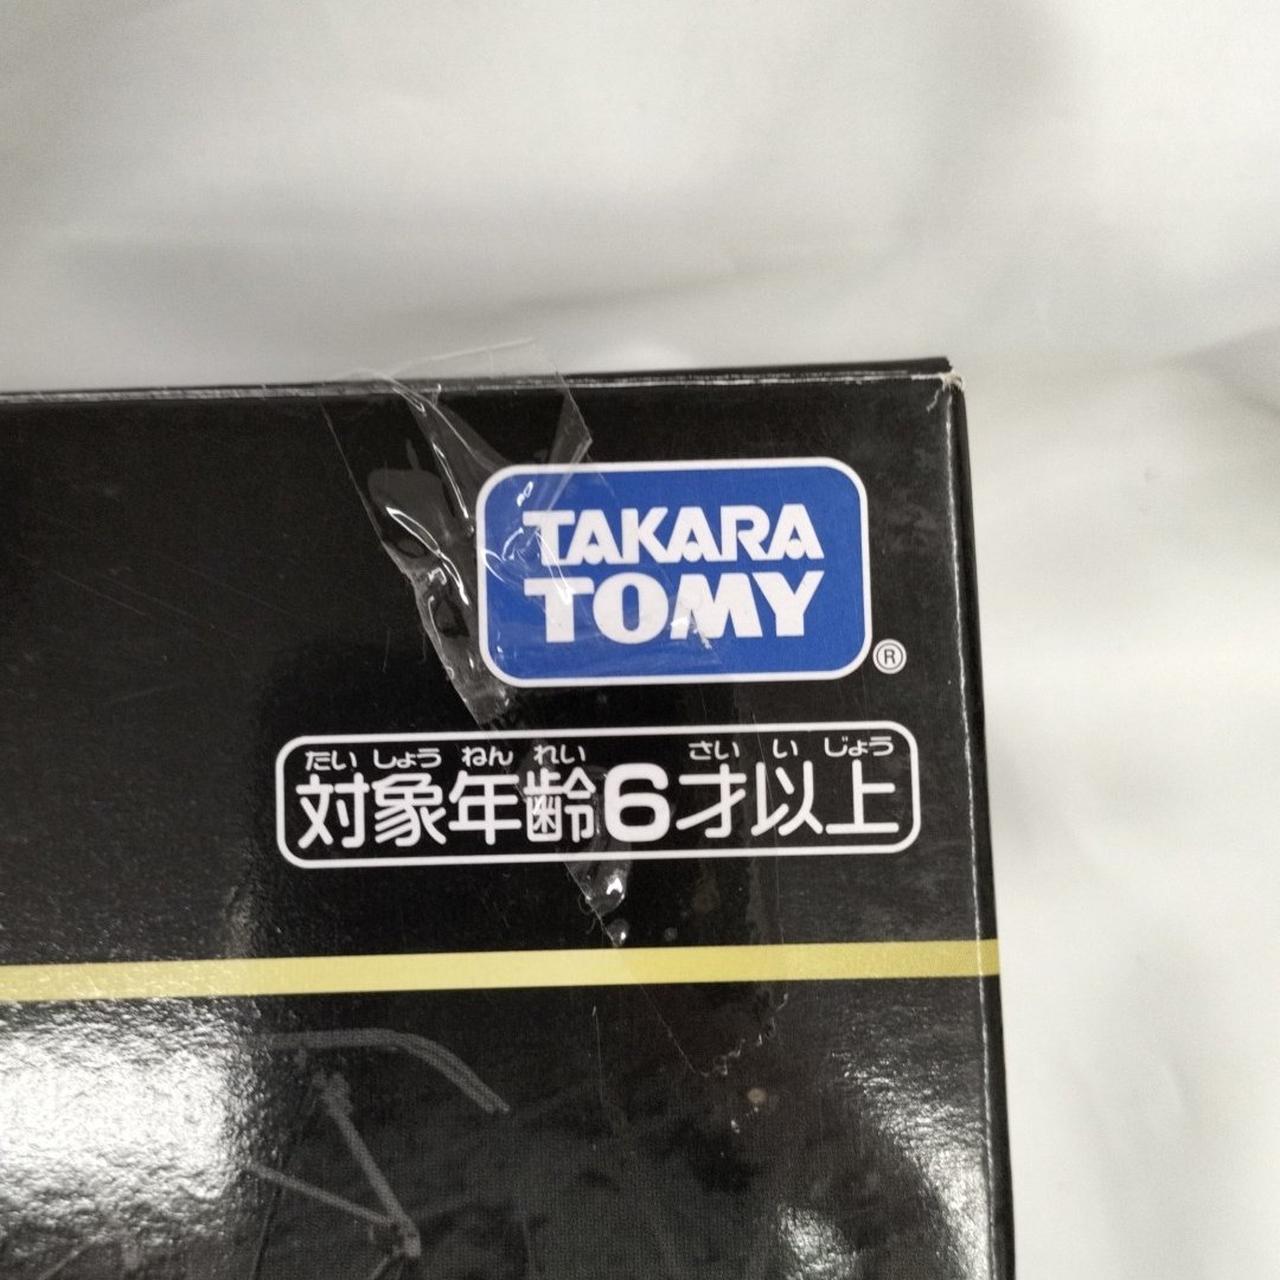 TAKARA
TOMY
®
たい しょう ねん れい さい い じょう
対象年齢6才以上